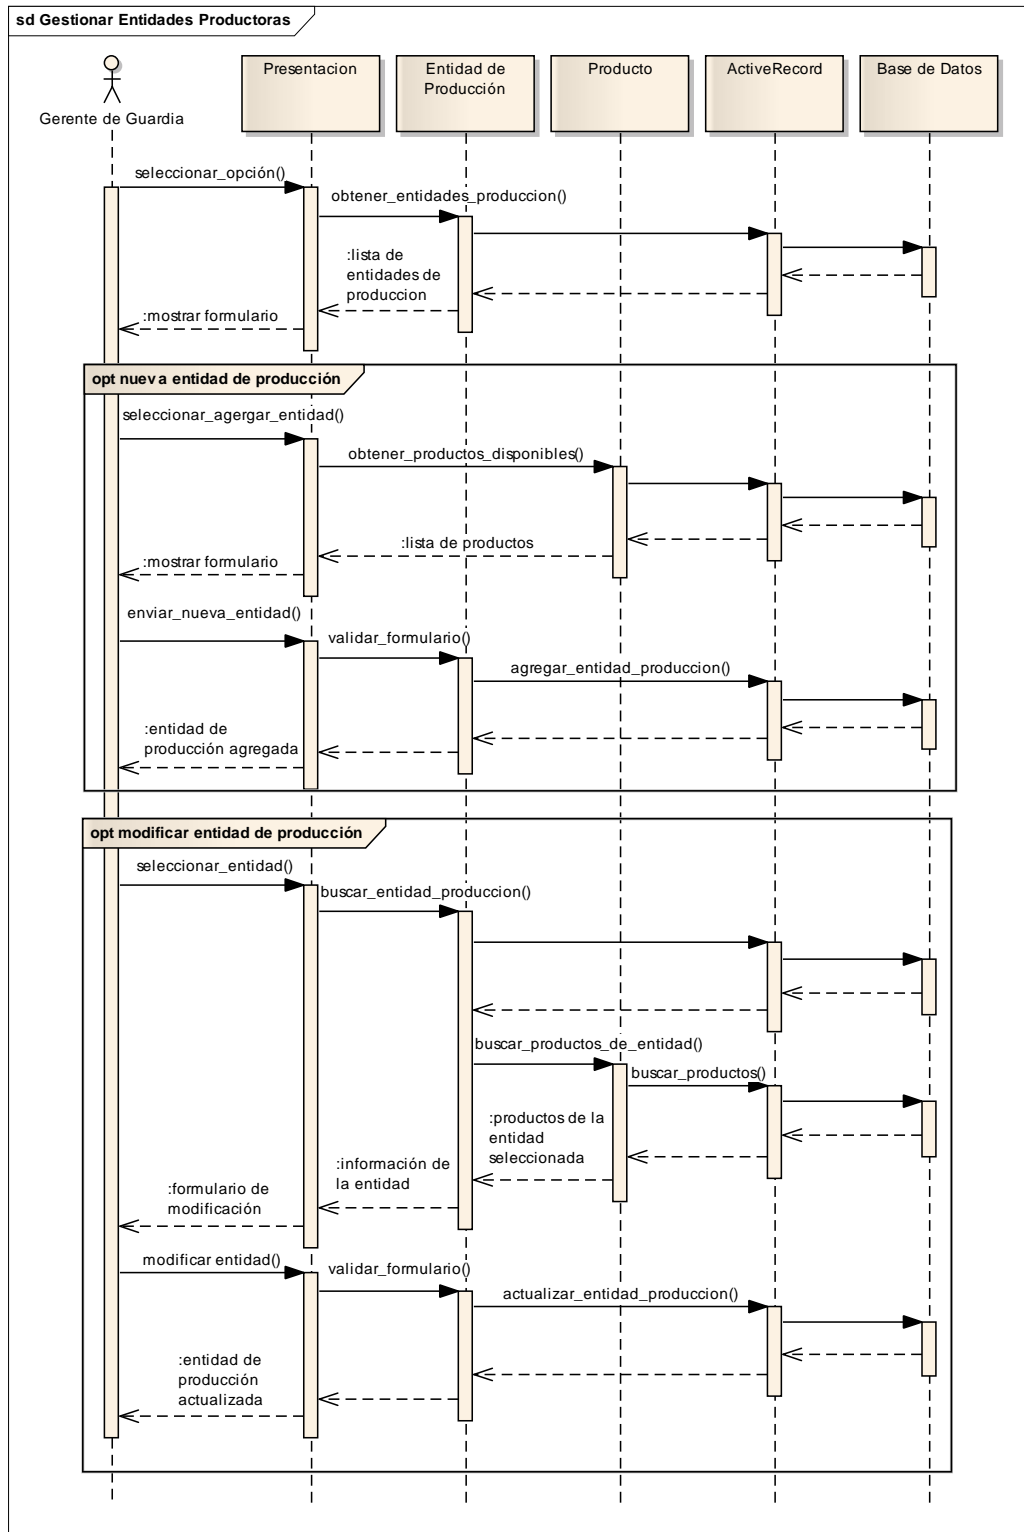 sd Gestionar Entidades Productoras
Gerente de Guardia
Presentacion
Entidad de
Producción
Producto
ActiveRecord
Base de Datos
seleccionar_opción()
obtener_entidades_produccion()
:lista de
entidades de
produccion
:mostrar formulario
opt nueva entidad de producción
seleccionar_agergar_entidad()
obtener_productos_disponibles()
:lista de productos
:mostrar formulario
enviar_nueva_entidad()
validar_formulario()
agregar_entidad_produccion()
:entidad de
producción agregada
opt modificar entidad de producción
seleccionar_entidad()
buscar_entidad_produccion()
buscar_productos_de_entidad()
buscar_productos()
:productos de la
entidad
seleccionada
:información de
la entidad
:formulario de
modificación
modificar entidad()
validar_formulario()
actualizar_entidad_produccion()
:entidad de
producción
actualizada